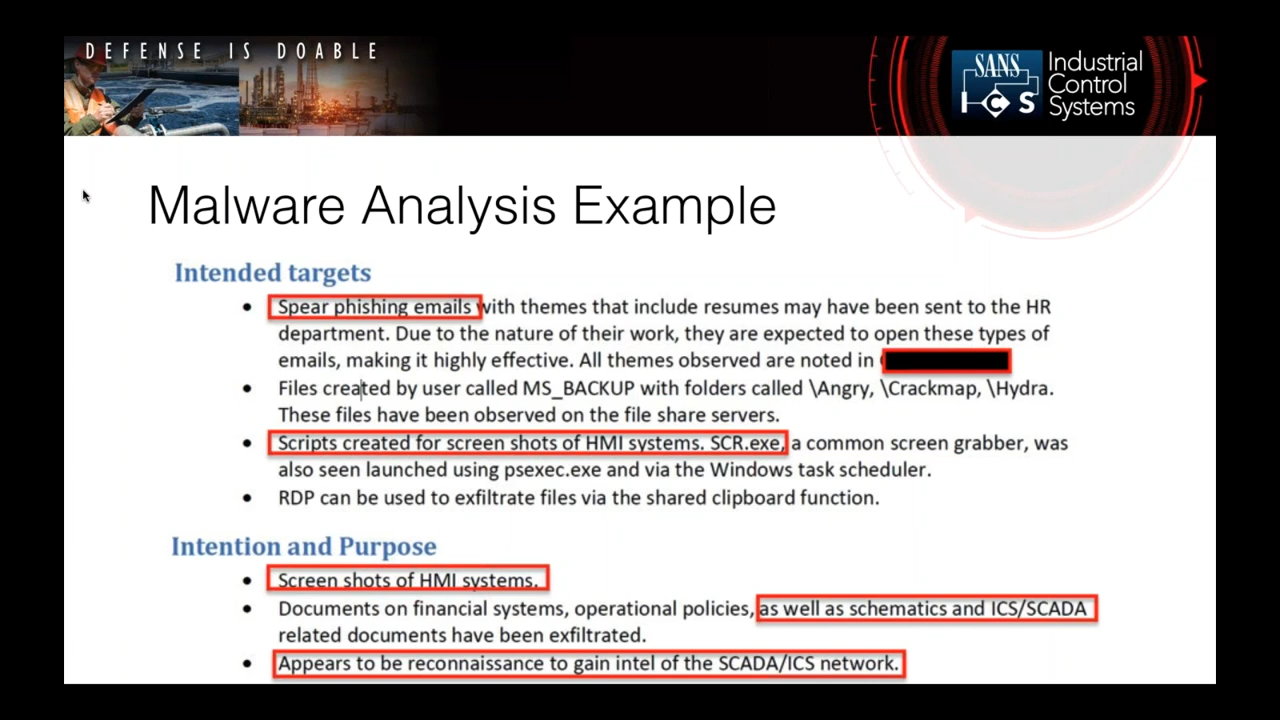 DEFENSE IS DOABLE
SANS
ICS
Industrial
Control
Systems
Malware Analysis Example
Intended targets
• Spear phishing emails with themes that include resumes may have been sent to the HR
department. Due to the nature of their work, they are expected to open these types of
emails, making it highly effective. All themes observed are noted in
• Files created by user called MS_BACKUP with folders called \Angry, \Crackmap, \Hydra.
These files have been observed on the file share servers.
• Scripts created for screen shots of HMI systems. SCR.exe, a common screen grabber, was
also seen launched using psexec.exe and via the Windows task scheduler.
• RDP can be used to exfiltrate files via the shared clipboard function.
Intention and Purpose
• Screen shots of HMI systems.
• Documents on financial systems, operational policies, as well as schematics and ICS/SCADA
related documents have been exfiltrated.
• Appears to be reconnaissance to gain intel of the SCADA/ICS network.